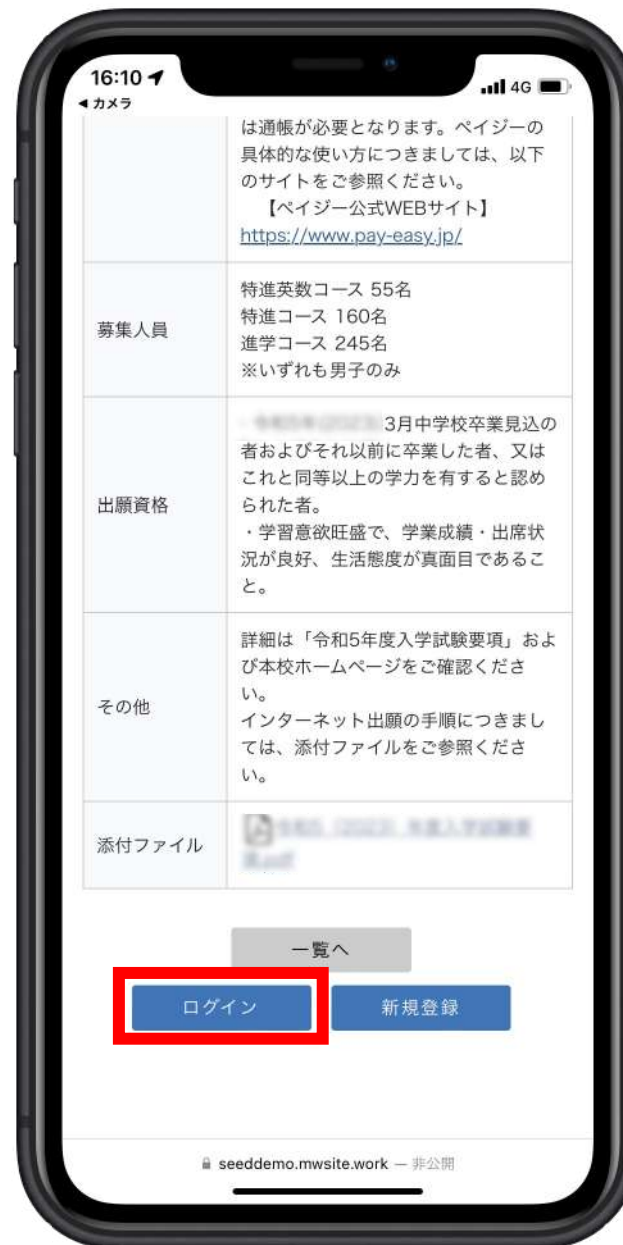 16:10
4G
◀ カメラ
は通帳が必要となります。ペイジーの
具体的な使い方につきましては、以下
のサイトをご参照ください。
【ペイジー公式WEBサイト】
https://www.pay-easy.jp/
募集人員
特進英数コース 55名
特進コース 160名
進学コース 245名
※いずれも男子のみ
出願資格
3月中学校卒業見込の
者およびそれ以前に卒業した者、又は
これと同等以上の学力を有すると認め
られた者。
・学習意欲旺盛で、学業成績・出席状
況が良好、生活態度が真面目であるこ
と。
その他
詳細は「令和5年度入学試験要項」およ
び本校ホームページをご確認くださ
い。
インターネット出願の手順につきまし
ては、添付ファイルをご参照くださ
い。
添付ファイル
一覧へ
ログイン
新規登録
seeddemo.mwsite.work — 非公開